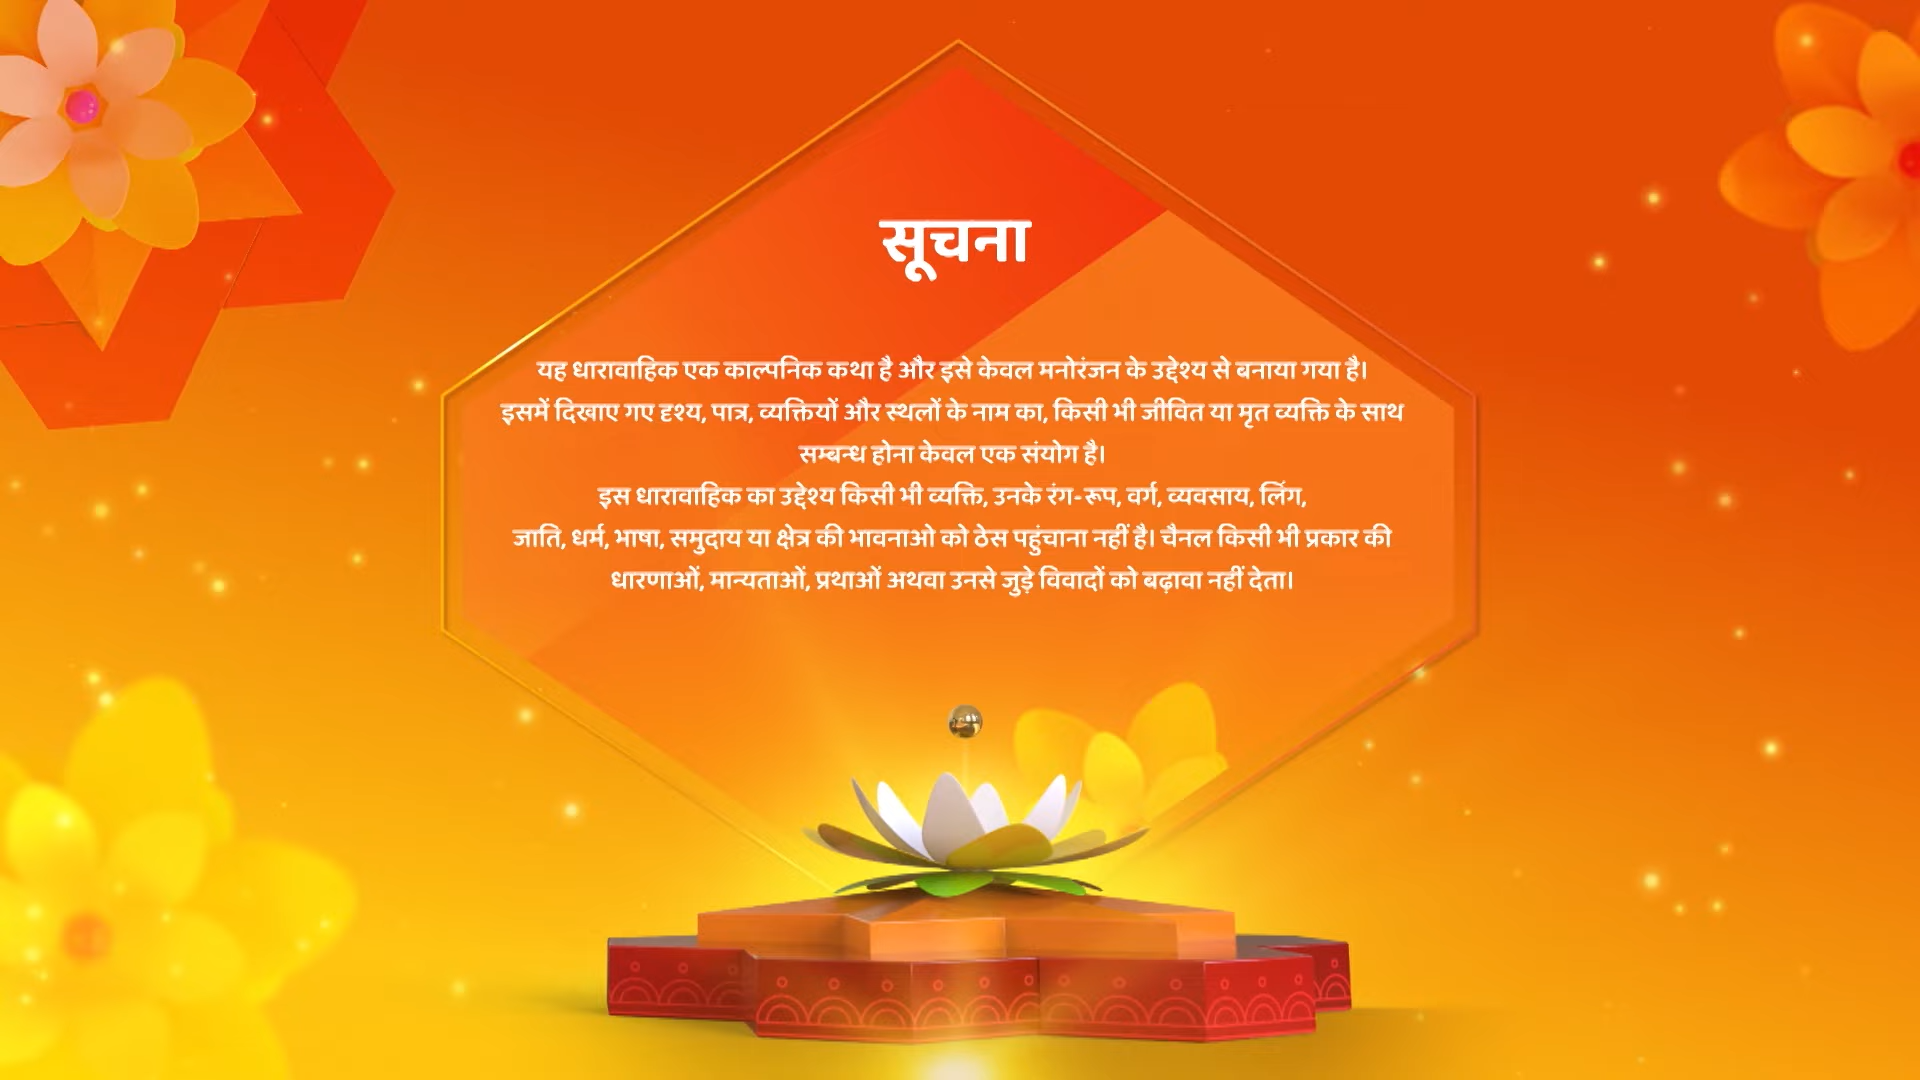 सूचना
यह धारावाहिक एक काल्पनिक कथा है और इसे केवल मनोरंजन के उद्देश्य से बनाया गया है।
इसमें दिखाए गए दृश्य, पात्र, व्यक्तियों और स्थलों के नाम का, किसी भी जीवित या मृत व्यक्ति के साथ
सम्बन्ध होना केवल एक संयोग है।
इस धारावाहिक का उद्देश्य किसी भी व्यक्ति, उनके रंग-रूप, वर्ग, व्यवसाय, लिंग,
जाति, धर्म, भाषा, समुदाय या क्षेत्र की भावनाओ को ठेस पहुंचाना नहीं है। चैनल किसी भी प्रकार की
धारणाओं, मान्यताओं, प्रथाओं अथवा उनसे जुड़े विवादों को बढ़ावा नहीं देता।